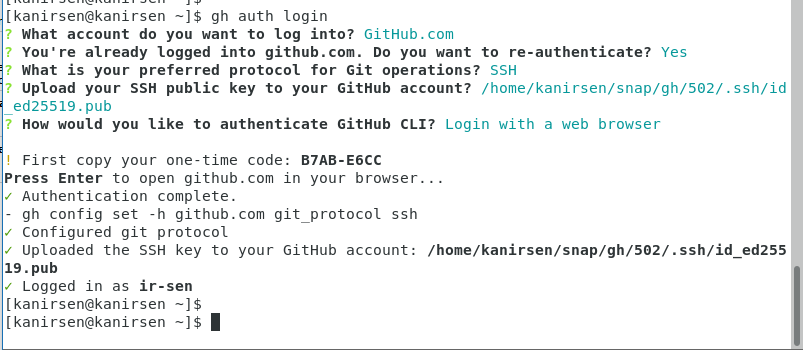 [kanirsen@kanirsen ~]$
[kanirsen@kanirsen ~]$ gh auth login
? What account do you want to log into? GitHub.com
? You're already logged into github.com. Do you want to re-authenticate? Yes
? What is your preferred protocol for Git operations? SSH
? Upload your SSH public key to your GitHub account? /home/kanirsen/snap/gh/502/.ssh/id
_ed25519.pub
? How would you like to authenticate GitHub CLI? Login with a web browser
! First copy your one-time code: B7AB-E6CC
Press Enter to open github.com in your browser...
✓ Authentication complete.
- gh config set -h github.com git_protocol ssh
✓ Configured git protocol
✓ Uploaded the SSH key to your GitHub account: /home/kanirsen/snap/gh/502/.ssh/id_ed255
19.pub
✓ Logged in as ir-sen
[kanirsen@kanirsen ~]$
[kanirsen@kanirsen ~]$